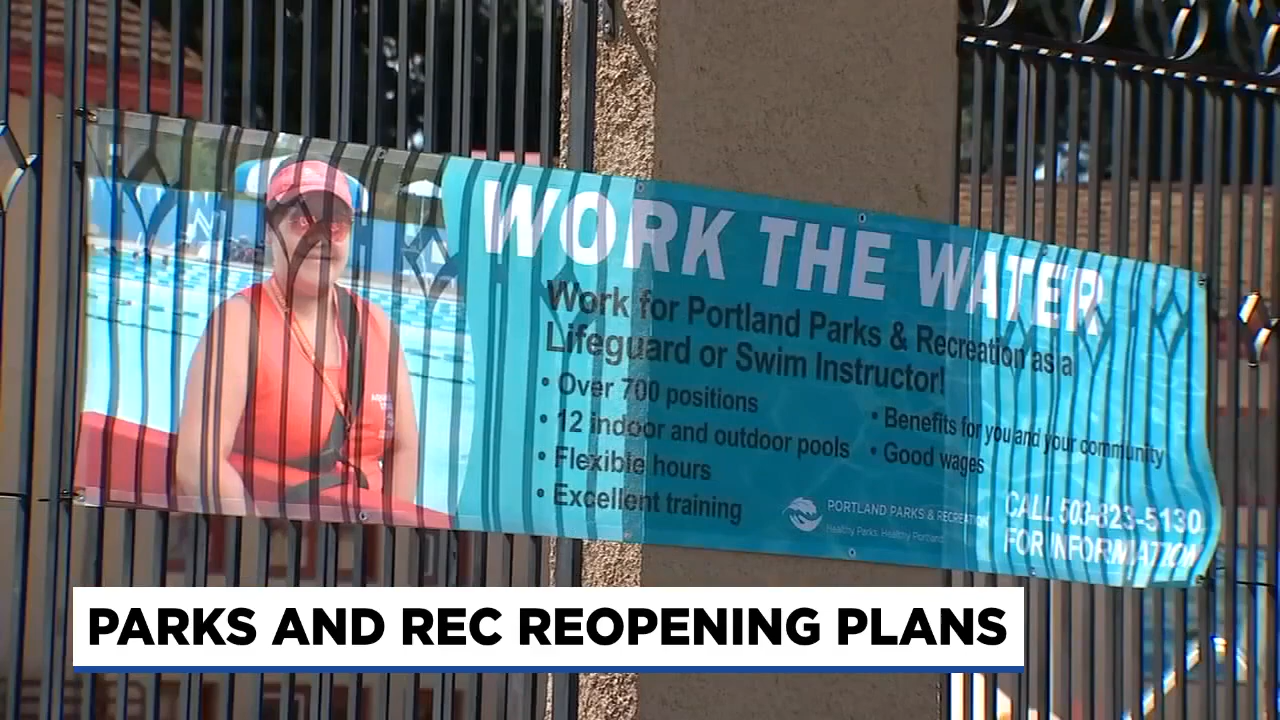 WORK THE WATER
Work for Portland Parks & Recreation as a
Lifeguard or Swim Instructor!
• Over 700 positions
• 12 indoor and outdoor pools
• Flexible hours
• Excellent training
• Benefits for you and your community
• Good wages
PORTLAND PARKS & RECREATION
Healthy Parks, Healthy Portland
CALL 503-823-5130
FOR INFORMATION
PARKS AND REC REOPENING PLANS